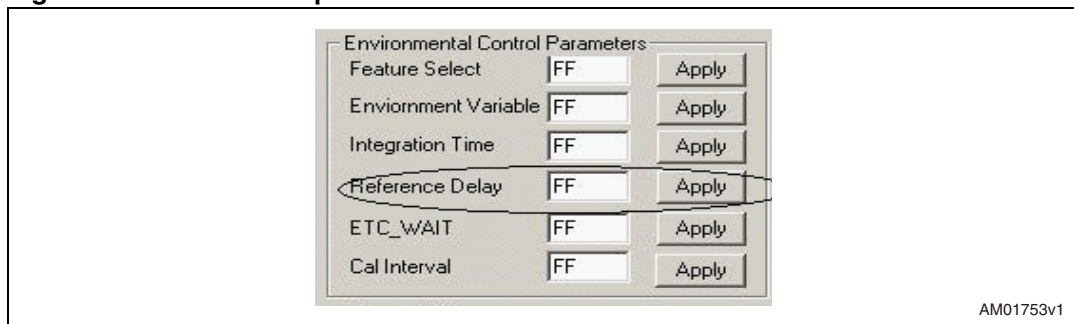 Environmental Control Parameters
Feature Select FF Apply
Enviornment Variable FF Apply
Integration Time FF Apply
Reference Delay FF Apply
ETC_WAIT FF Apply
Cal Interval FF Apply
AM01753v1